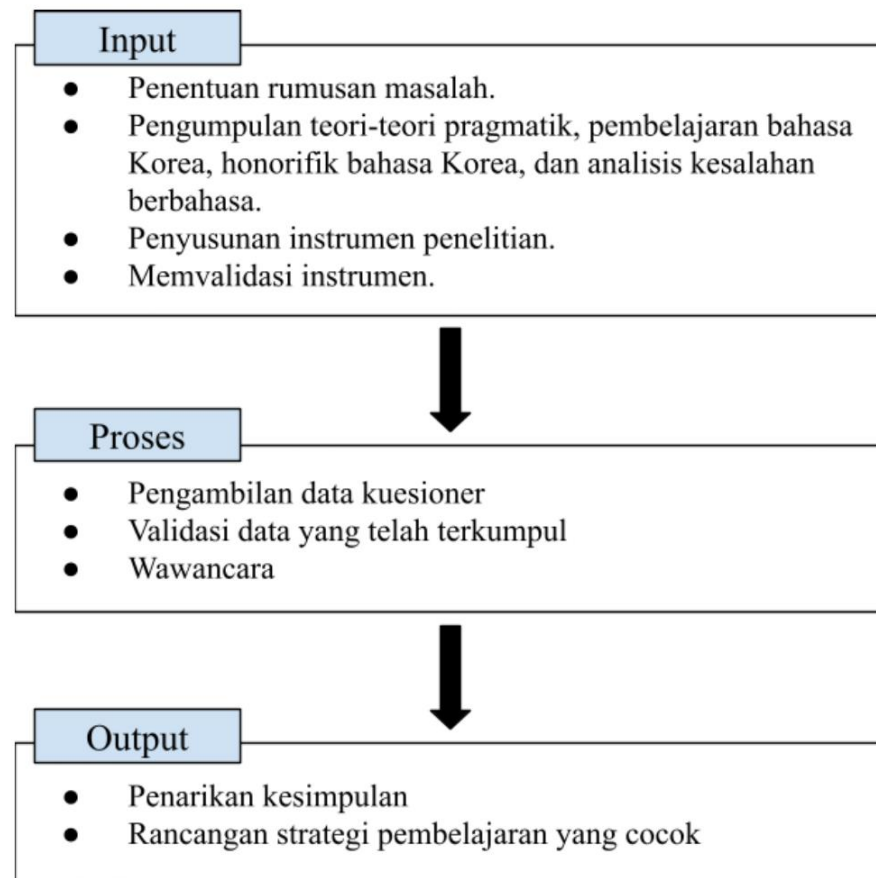 Input
● Penentuan rumusan masalah.
● Pengumpulan teori-teori pragmatik, pembelajaran bahasa
Korea, honorifik bahasa Korea, dan analisis kesalahan
berbahasa.
● Penyusunan instrumen penelitian.
● Memvalidasi instrumen.
Proses
● Pengambilan data kuesioner
● Validasi data yang telah terkumpul
● Wawancara
Output
● Penarikan kesimpulan
● Rancangan strategi pembelajaran yang cocok